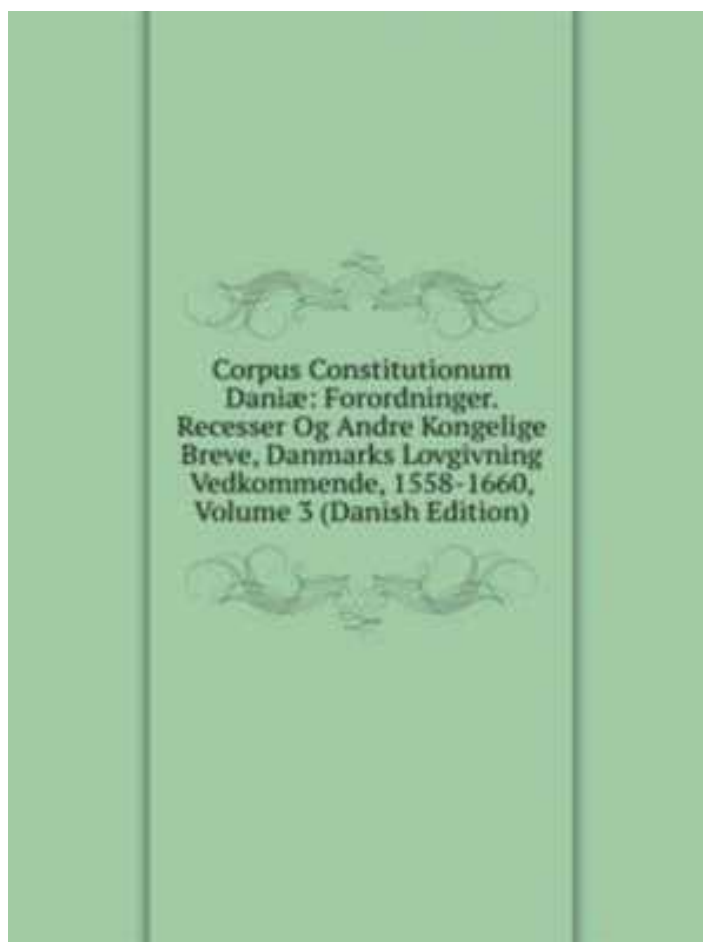 Corpus Constitutionum
Daniæ: Forordninger.
Recesser Og Andre Kongelige
Breve, Danmarks Lovgivning
Vedkommende, 1558-1660,
Volume 3 (Danish Edition)